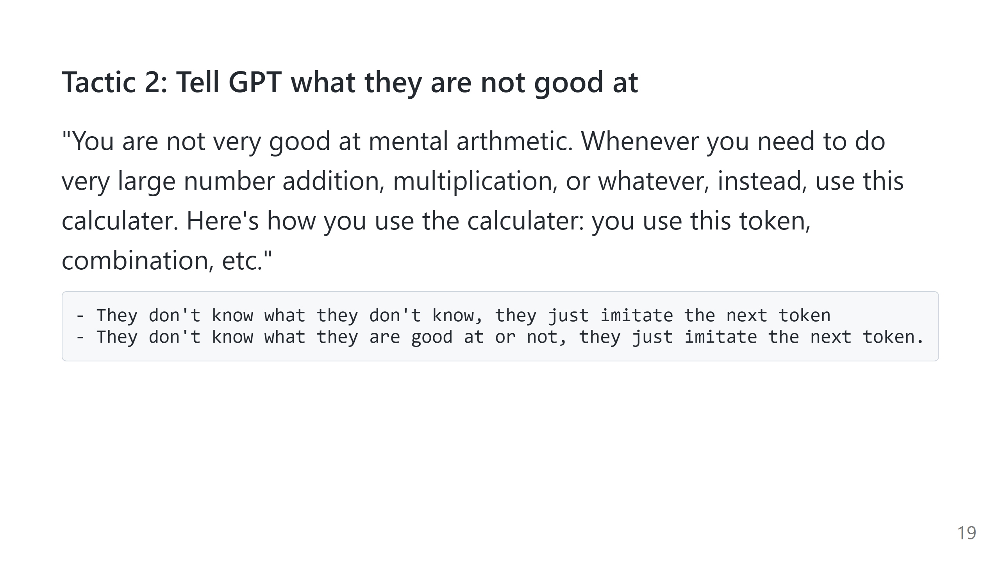 Tactic 2: Tell GPT what they are not good at
"You are not very good at mental arthmetic. Whenever you need to do
very large number addition, multiplication, or whatever, instead, use this
calculater. Here's how you use the calculater: you use this token,
combination, etc."
- They don't know what they don't know, they just imitate the next token
- They don't know what they are good at or not, they just imitate the next token.
19